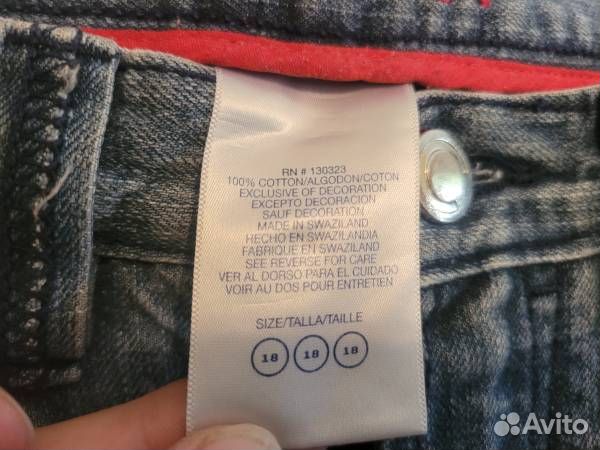 RN # 130323
100% COTTON/ALGODON/COTON
EXCLUSIVE OF DECORATION
EXCEPTO DECORACION
SAUF DECORATION
MADE IN SWAZILAND
HECHO EN SWAZILANDIA
FABRIQUE EN SWAZILAND
SEE REVERSE FOR CARE
VER AL DORSO PARA EL CUIDADO
VOIR AU DOS POUR ENTRETIEN
SIZE/TALLA/TAILLE
18 18 18
Avito